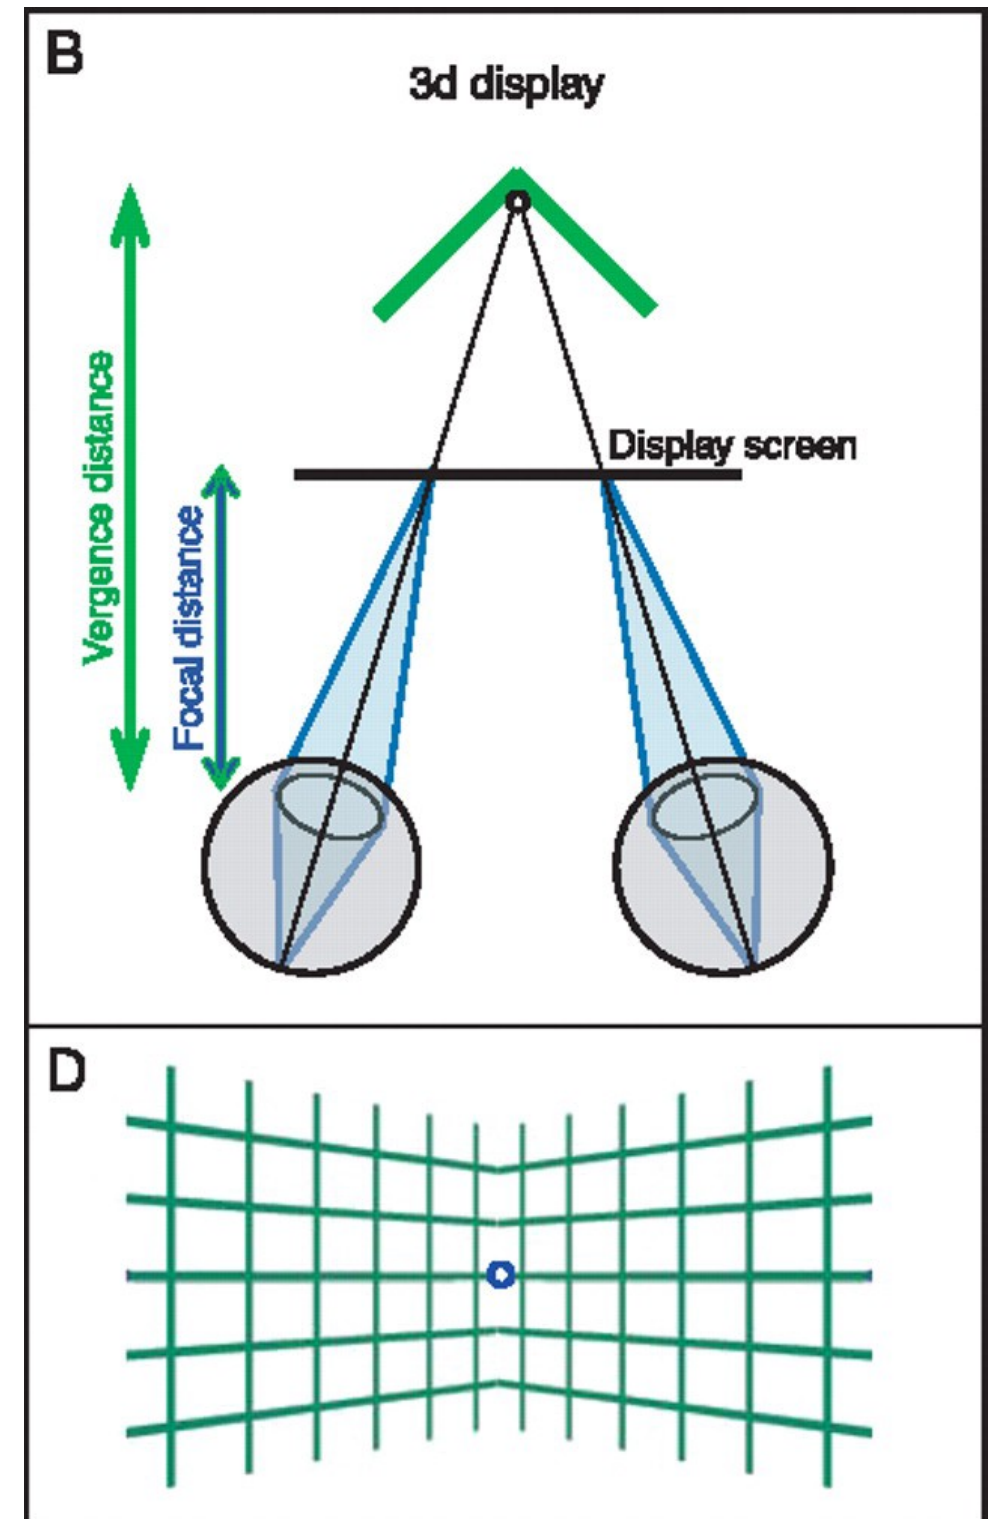 B
3d display
Vergence distance
Focal distance
Display screen
D